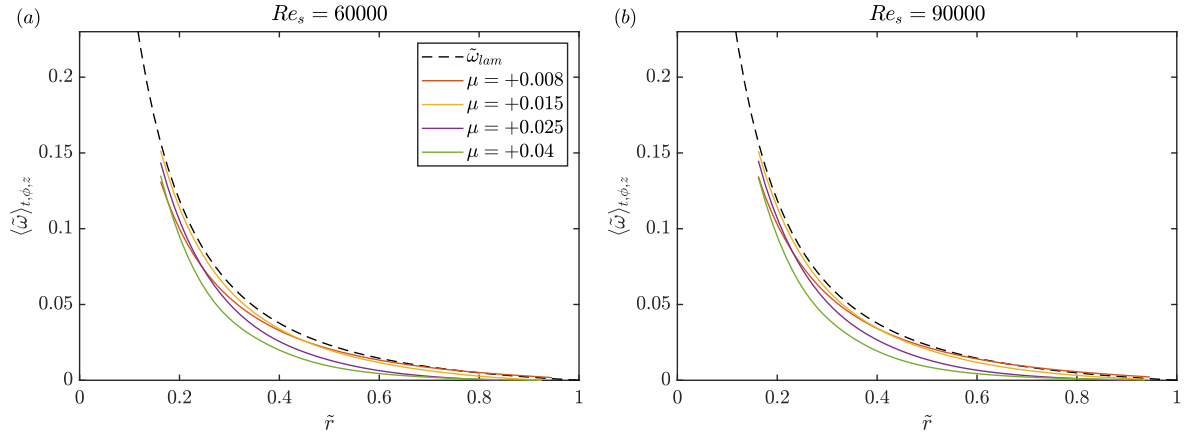 (a)
Re_s = 60000
⟨ω̃⟩_{t,ϕ,z}
0.2
0.15
0.1
0.05
0
0 0.2 0.4 0.6 0.8 1
r̃
ω̃_{lam}
μ = +0.008
μ = +0.015
μ = +0.025
μ = +0.04
(b)
Re_s = 90000
⟨ω̃⟩_{t,ϕ,z}
0.2
0.15
0.1
0.05
0
0 0.2 0.4 0.6 0.8 1
r̃